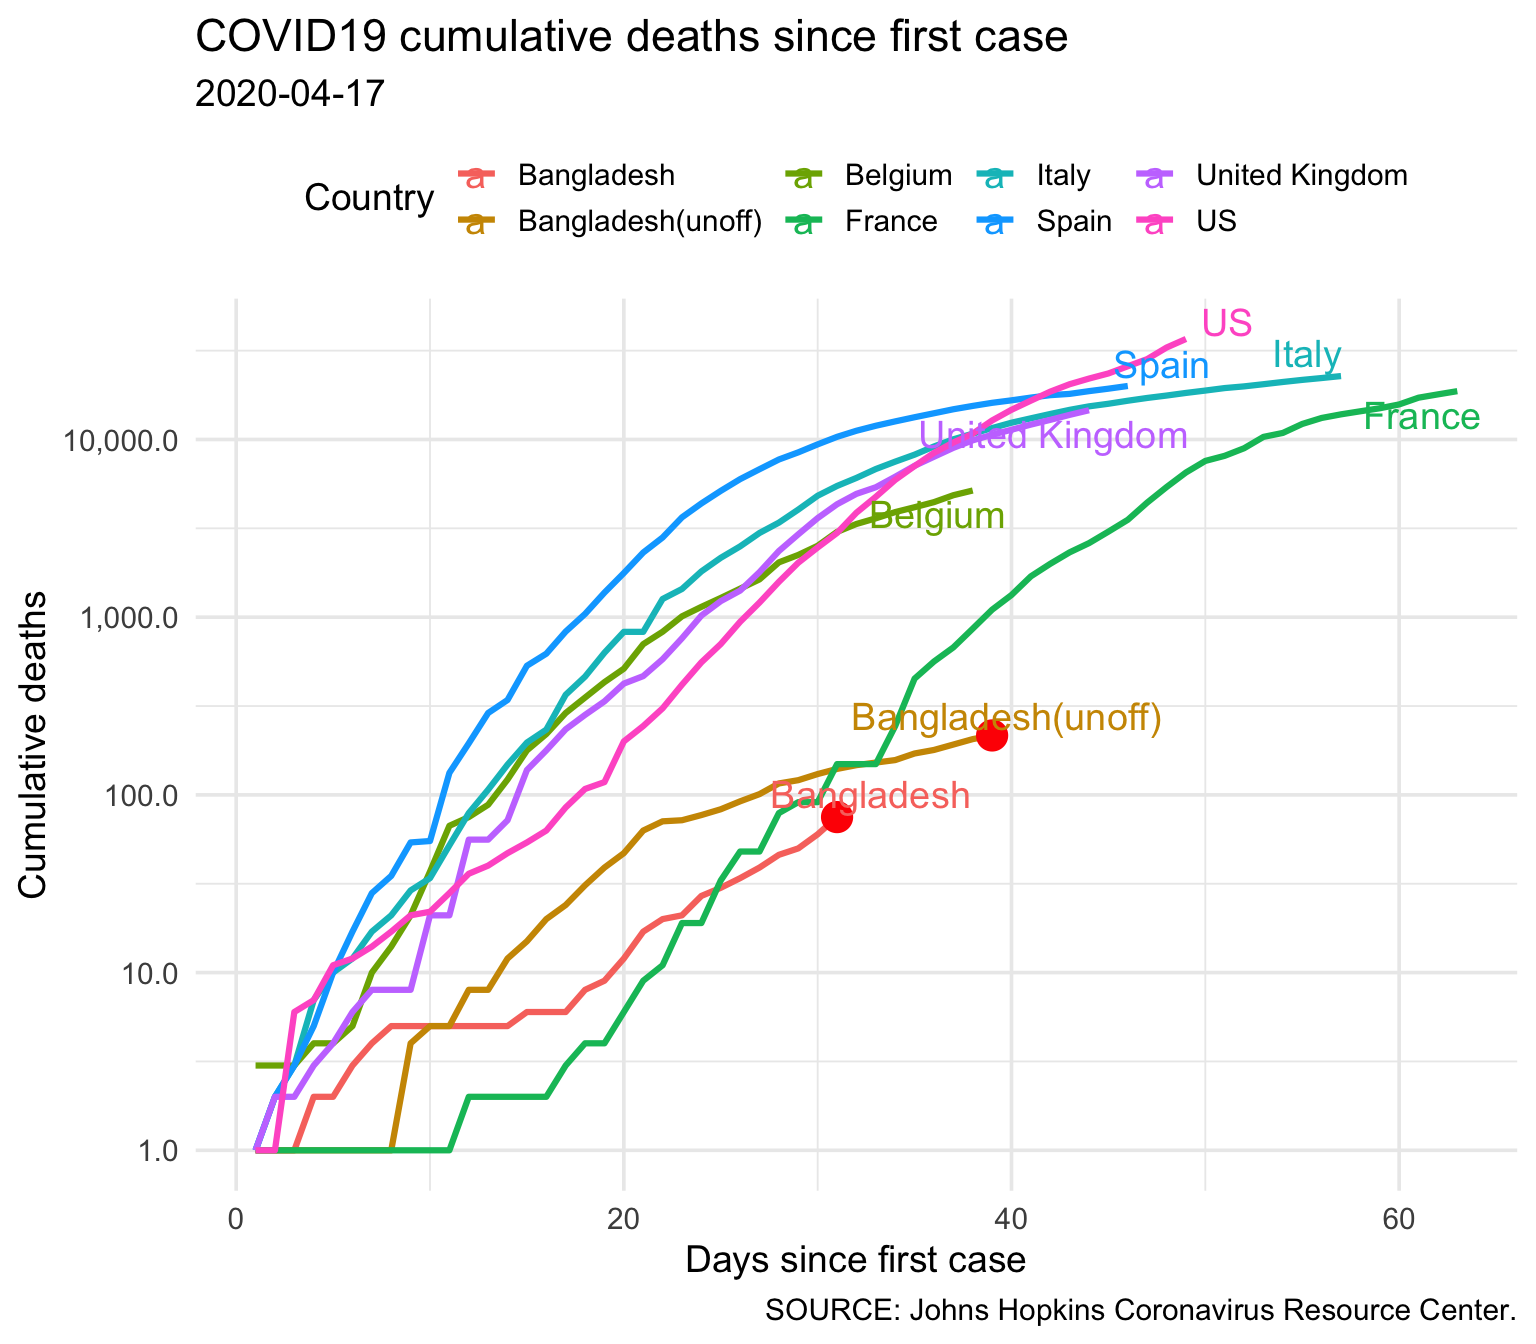 COVID19 cumulative deaths since first case
2020-04-17
Country
a Bangladesh a Belgium a Italy a United Kingdom
a Bangladesh(unoff) a France a Spain a US
US
Italy
Spain
France
United Kingdom
Belgium
Bangladesh(unoff)
Bangladesh
Cumulative deaths
10,000.0
1,000.0
100.0
10.0
1.0
0 20 40 60
Days since first case
SOURCE: Johns Hopkins Coronavirus Resource Center.